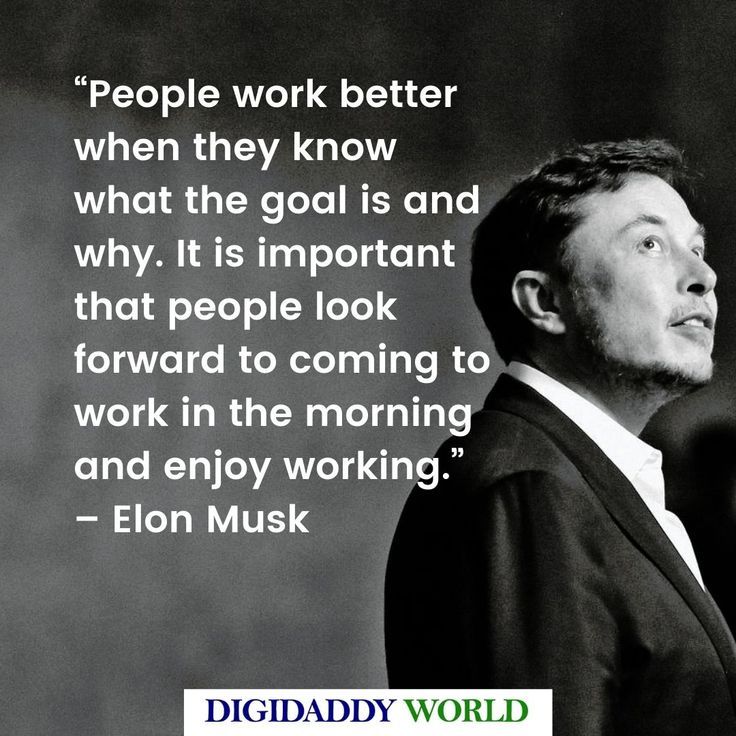 “People work better
when they know
what the goal is and
why. It is important
that people look
forward to coming to
work in the morning
and enjoy working.”
– Elon Musk
DIGIDADDY WORLD